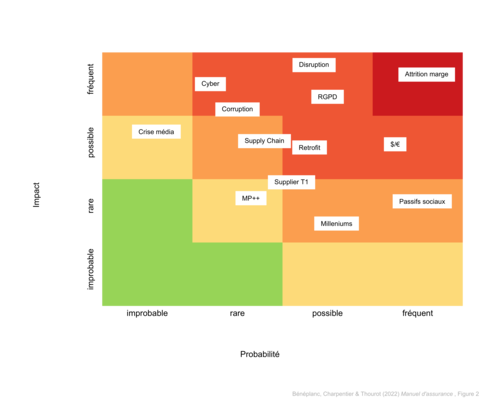 fréquent
possible
rare
improbable
Impact
Disruption
Attrition marge
Cyber
RGPD
Corruption
Crise média
Supply Chain
Retrofit
$/€
Supplier T1
MP++
Passifs sociaux
Milleniums
improbable
rare
possible
fréquent
Probabilité
Benéplanc, Charpentier & Thourot (2022) Manuel d'assurance , Figure 2